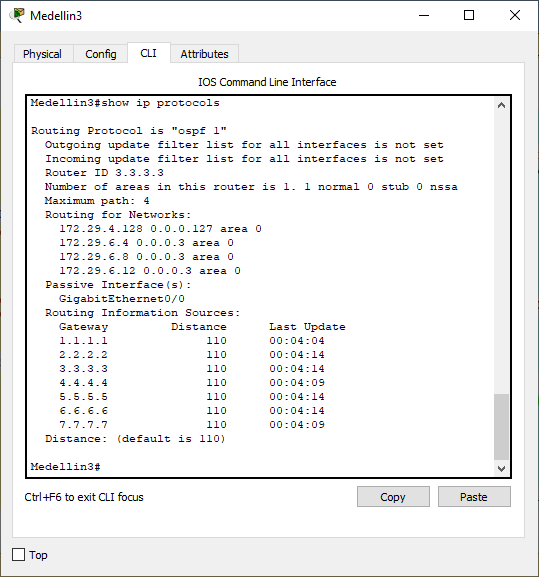 Medellin3
Physical Config CLI Attributes
IOS Command Line Interface
Medellin3#show ip protocols
Routing Protocol is "ospf 1"
Outgoing update filter list for all interfaces is not set
Incoming update filter list for all interfaces is not set
Router ID 3.3.3.3
Number of areas in this router is 1. 1 normal 0 stub 0 nssa
Maximum path: 4
Routing for Networks:
172.29.4.128 0.0.0.127 area 0
172.29.6.4 0.0.0.3 area 0
172.29.6.8 0.0.0.3 area 0
172.29.6.12 0.0.0.3 area 0
Passive Interface(s):
GigabitEthernet0/0
Routing Information Sources:
Gateway Distance Last Update
1.1.1.1 110 00:04:04
2.2.2.2 110 00:04:14
3.3.3.3 110 00:04:14
4.4.4.4 110 00:04:09
5.5.5.5 110 00:04:14
6.6.6.6 110 00:04:14
7.7.7.7 110 00:04:09
Distance: (default is 110)
Medellin3#
Ctrl+F6 to exit CLI focus Copy Paste
Top